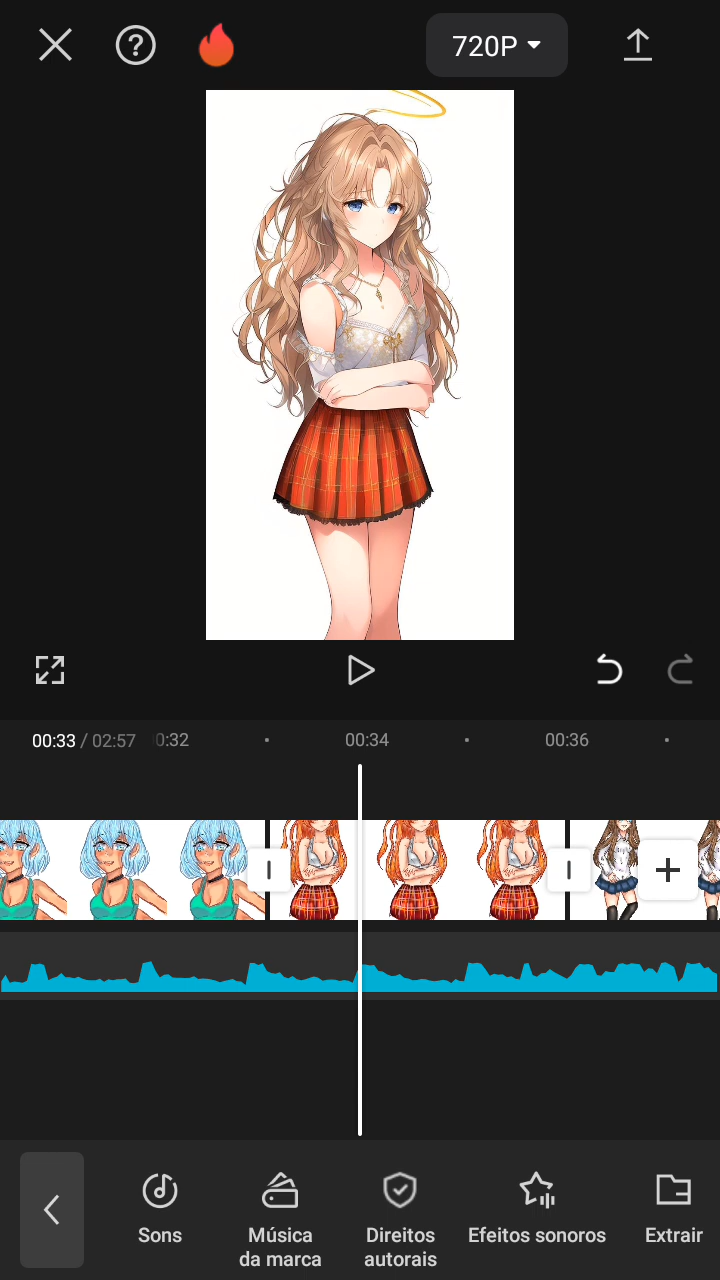 720P
00:33 / 02:57
0:32
00:34
00:36
Sons
Música
da marca
Direitos
autorais
Efeitos sonoros
Extrair